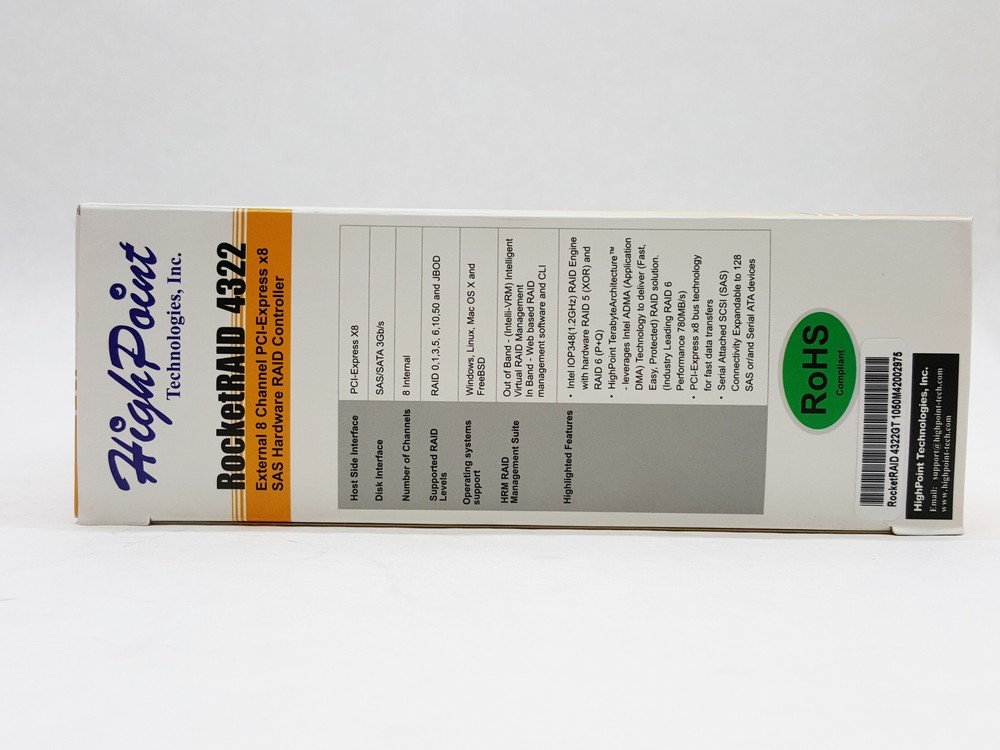 HighPoint
Technologies, Inc.
RocketRAID 4322
External 8 Channel PCI-Express x8
SAS Hardware RAID Controller
Host Side Interface
PCI-Express X8
Disk Interface
SAS/SATA 3Gb/s
Number of Channels
8 Internal
Supported RAID
Levels
RAID 0,1,3,5, 6,10,50 and JBOD
Operating systems
support
Windows, Linux, Mac OS X and
FreeBSD
HRM RAID
Management Suite
Out of Band - (Intelli-VRM) Intelligent
Virtual RAID Management
In Band - Web based RAID
management software and CLI
Highlighted Features
• Intel IOP348(1.2GHz) RAID Engine
with hardware RAID 5 (XOR) and
RAID 6 (P+Q)
• HighPoint TerabyteArchitecture™
- leverages Intel ADMA (Application
DMA) Technology to deliver (Fast,
Easy, Protected) RAID solution.
(Industry Leading RAID 6
Performance 780MB/s)
• PCI-Express x8 bus technology
for fast data transfers
• Serial Attached SCSI (SAS)
Connectivity Expandable to 128
SAS or/and Serial ATA devices
RoHS
Compliant
RocketRAID 4322GT 1050M42002975
HighPoint Technologies, Inc.
Email: support@highpoint-tech.com
www.highpoint-tech.com